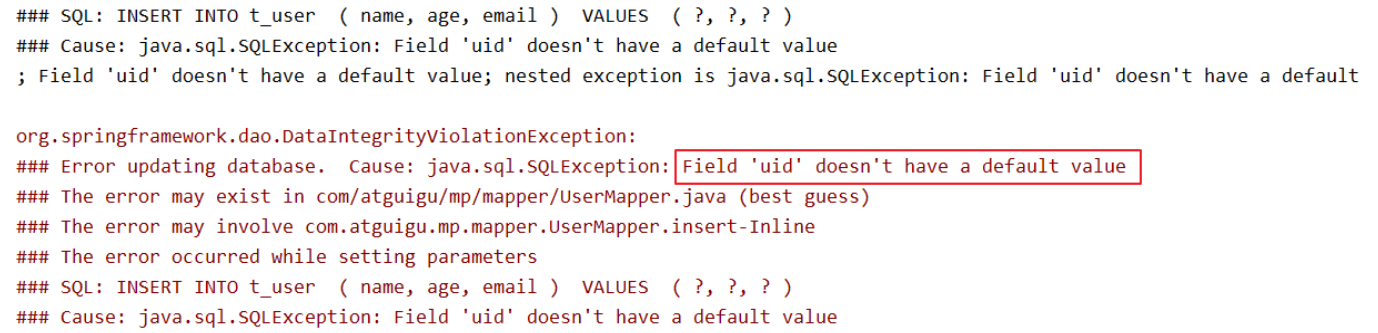 ### SQL: INSERT INTO t_user  ( name, age, email )  VALUES  ( ?, ?, ? )
### Cause: java.sql.SQLException: Field 'uid' doesn't have a default value
; Field 'uid' doesn't have a default value; nested exception is java.sql.SQLException: Field 'uid' doesn't have a default
org.springframework.dao.DataIntegrityViolationException:
### Error updating database.  Cause: java.sql.SQLException: Field 'uid' doesn't have a default value
### The error may exist in com/atguigu/mp/mapper/UserMapper.java (best guess)
### The error may involve com.atguigu.mp.mapper.UserMapper.insert-Inline
### The error occurred while setting parameters
### SQL: INSERT INTO t_user  ( name, age, email )  VALUES  ( ?, ?, ? )
### Cause: java.sql.SQLException: Field 'uid' doesn't have a default value